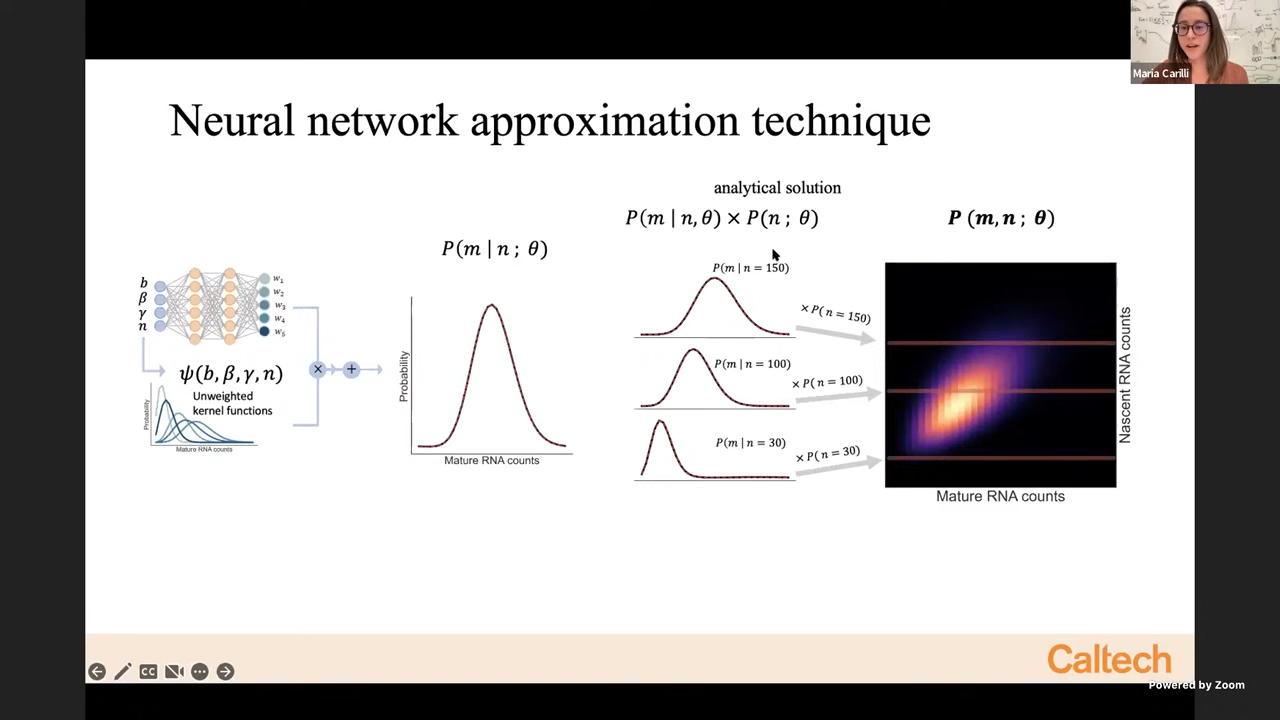 Maria Carilli
Neural network approximation technique
analytical solution
P(m | n, θ) × P(n ; θ)
P (m, n ; θ)
P(m | n ; θ)
b
β
γ
n
w₁
w₂
w₃
w₄
w₅
ψ(b, β, γ, n)
Unweighted
kernel functions
Probability
Mature RNA counts
×
+
Probability
Mature RNA counts
P(m | n = 150)
× P(n = 150)
P(m | n = 100)
× P(n = 100)
P(m | n = 30)
× P(n = 30)
Nascent RNA counts
Mature RNA counts
Caltech
CC
Powered by Zoom